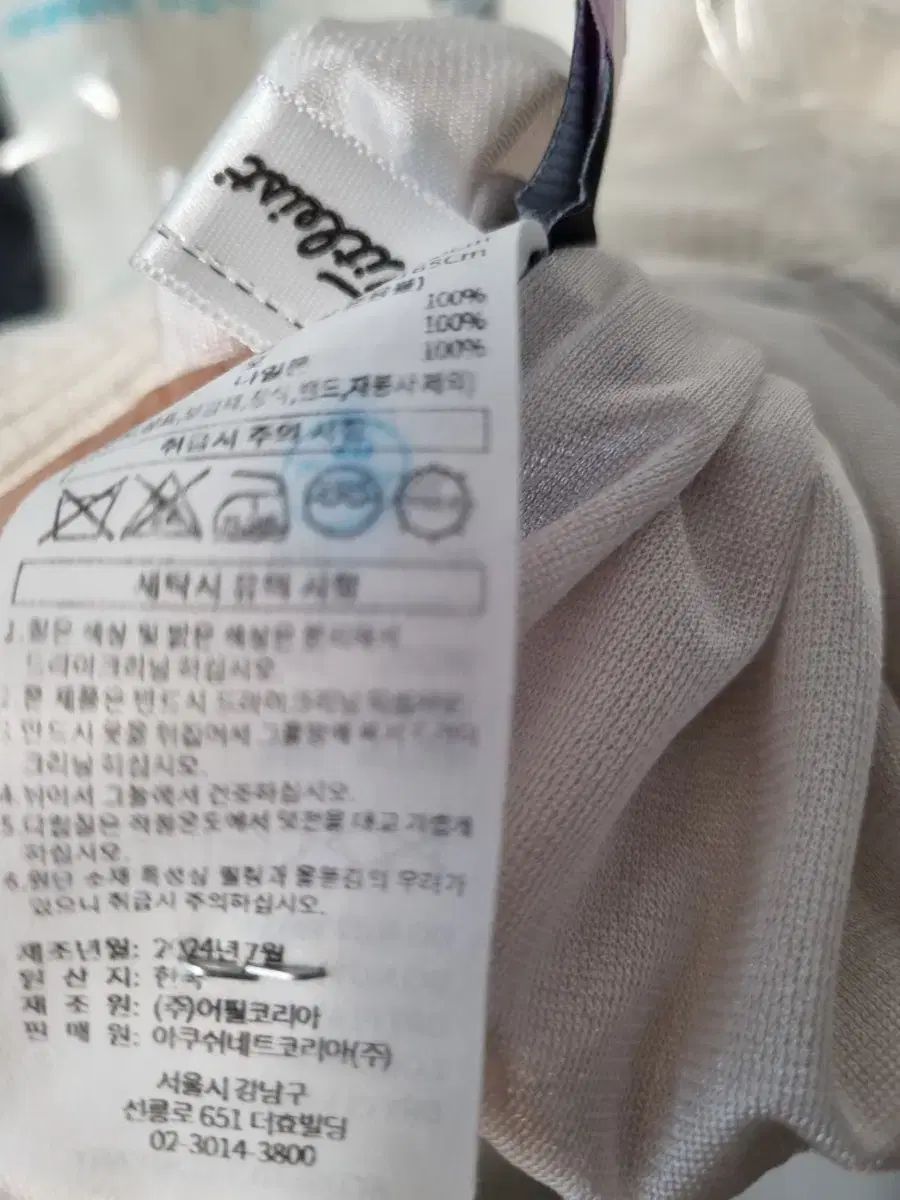 Titleist
65cm
100%
100%
100%
나일론
장식,밴드,재봉사 제외)
취급시 주의 사항
세탁시 유의 사항
1.짙은 색상 및 밝은 색상은 분리해서
드라이크리닝 하십시오.
본 제품은 반드시 드라이크리닝
반드시 옷을 뒤집어서 그물망에
크리닝 하십시오.
4.뉘어서 그늘에서 건조하십시오.
5.다림질은 적정온도에서 덧천을 대고 가볍게
하십시오.
6.원단 소재 특성상 필링과 올뜯김의 우려가
있으니 취급시 주의하십시오.
제조년월: 2024년 7월
원 산 지: 한국
제 조 원: (주)어필코리아
판 매 원: 아쿠쉬네트코리아(주)
서울시 강남구
선릉로 651 더효빌딩
02-3014-3800